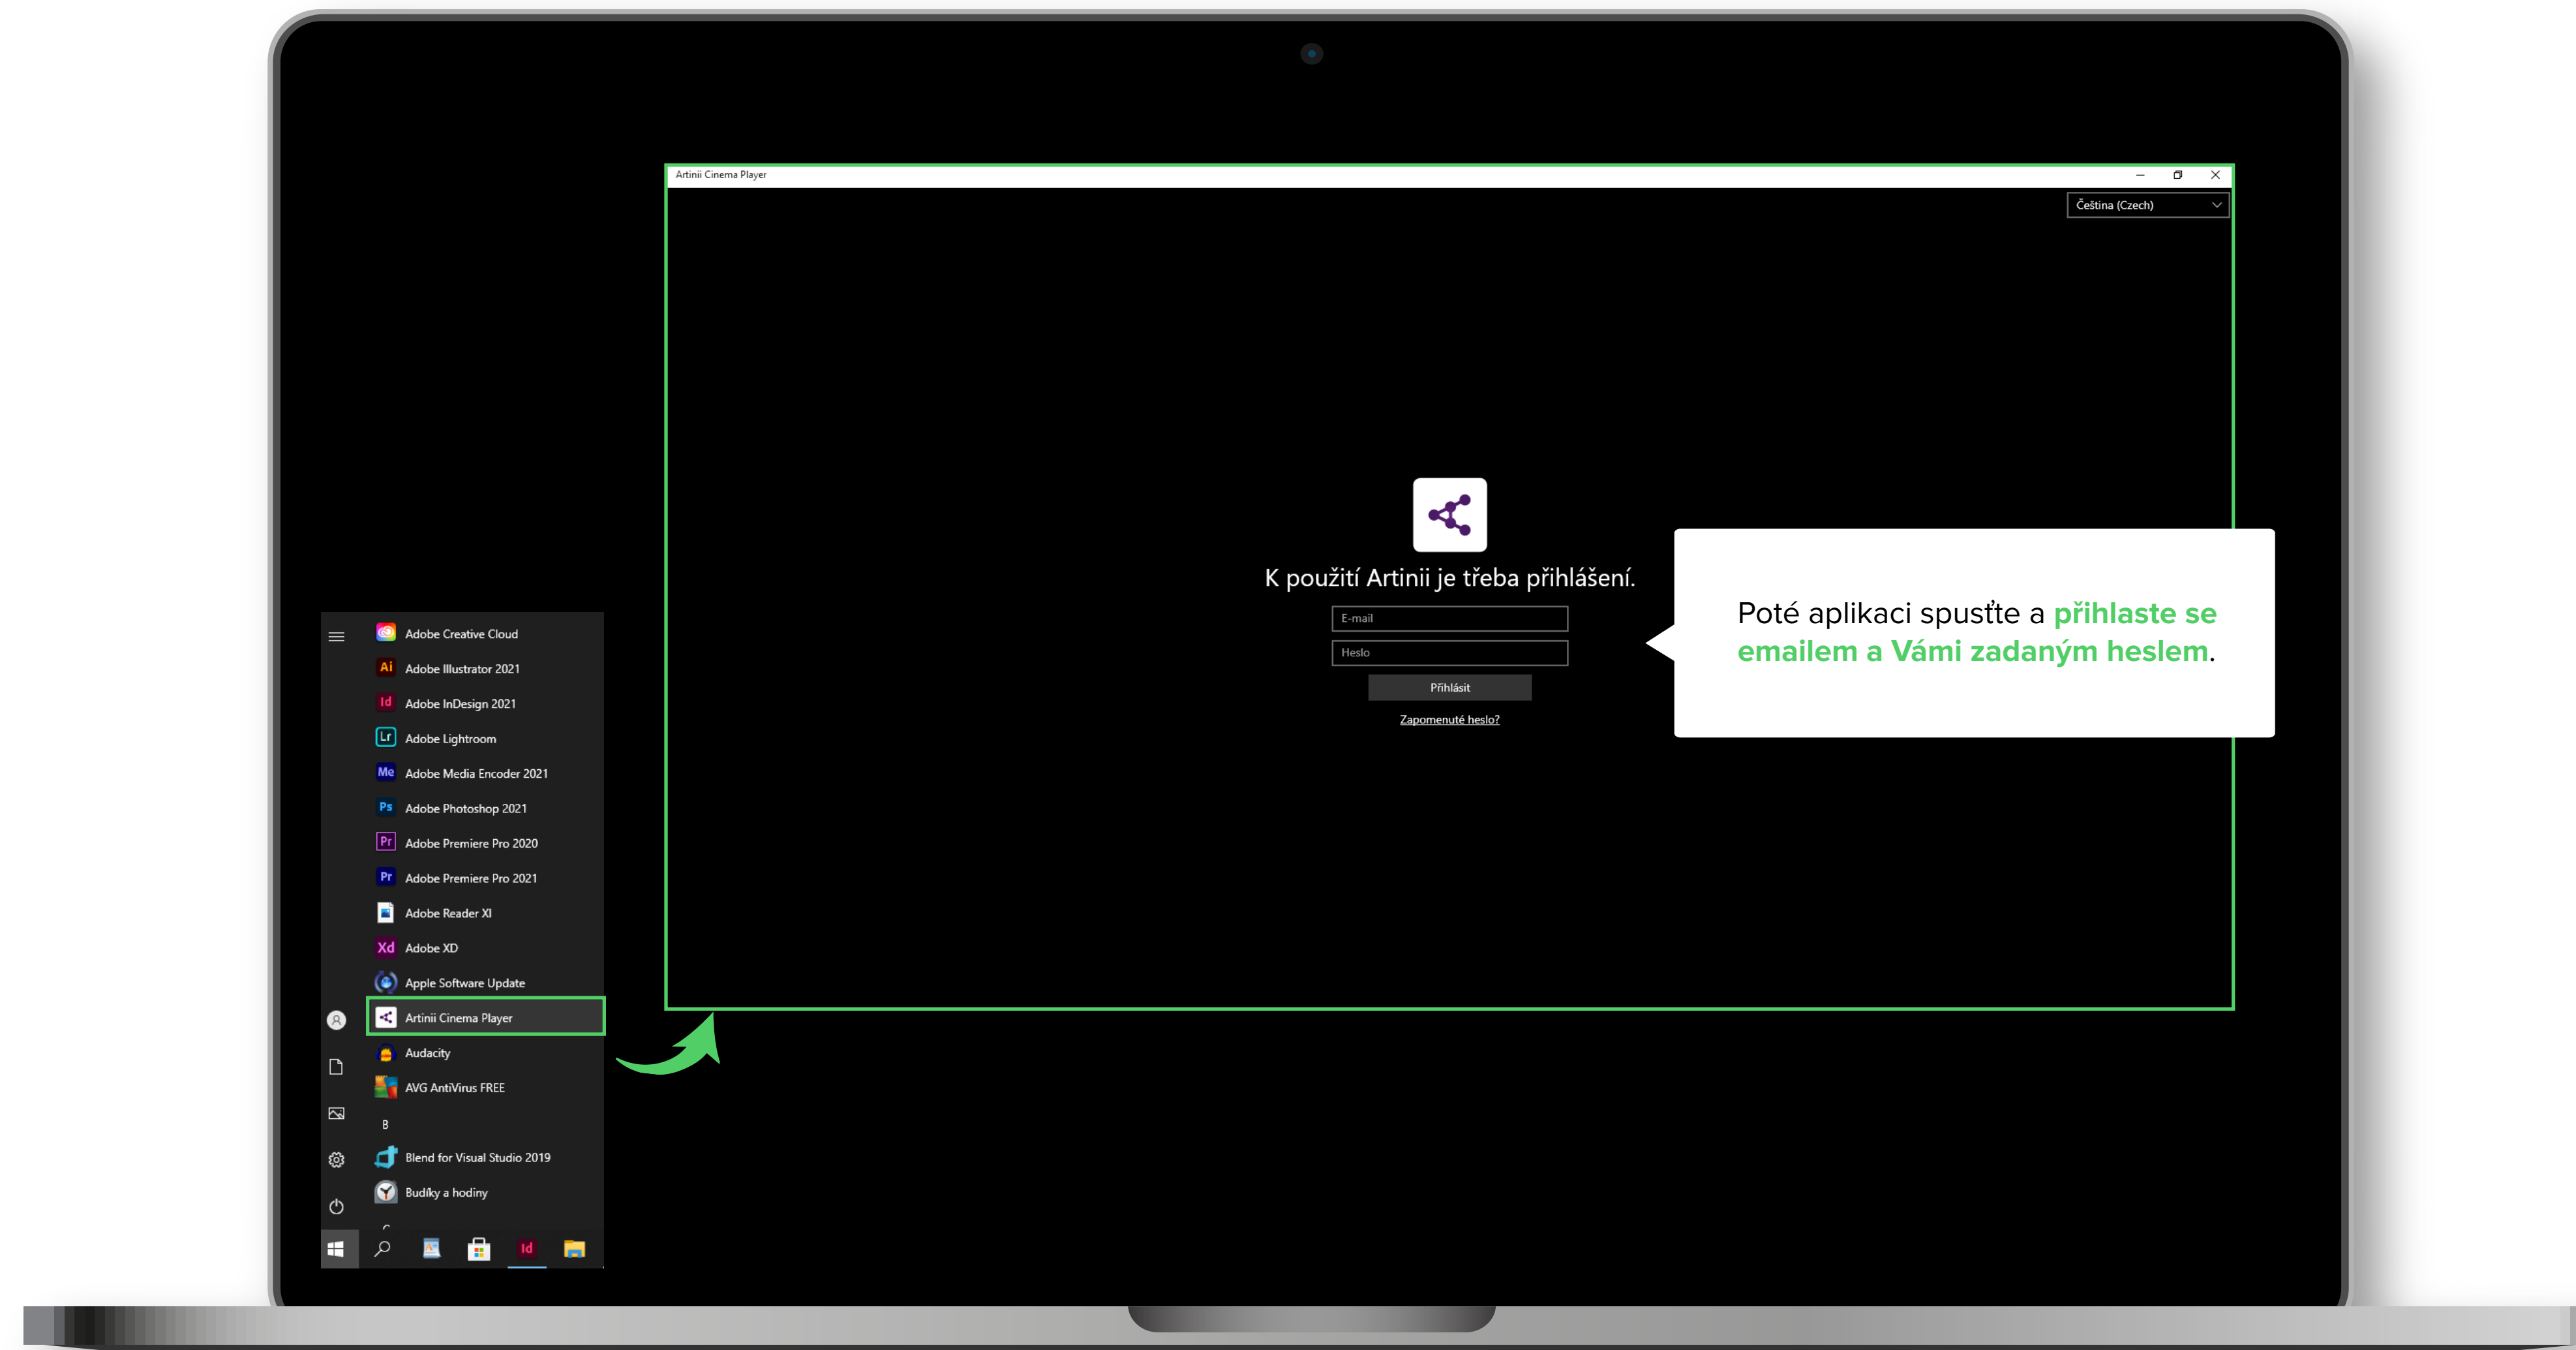 Artinii Cinema Player
Čeština (Czech)
K použití Artinii je třeba přihlášení.
E-mail
Heslo
Přihlásit
Zapomenuté heslo?
Poté aplikaci spusťte a přihlaste se
emailem a Vámi zadaným heslem.
Adobe Creative Cloud
Ai Adobe Illustrator 2021
Id Adobe InDesign 2021
Lr Adobe Lightroom
Me Adobe Media Encoder 2021
Ps Adobe Photoshop 2021
Pr Adobe Premiere Pro 2020
Pr Adobe Premiere Pro 2021
Adobe Reader XI
Xd Adobe XD
Apple Software Update
Artinii Cinema Player
Audacity
AVG AntiVirus FREE
B
Blend for Visual Studio 2019
Budíky a hodiny
Id